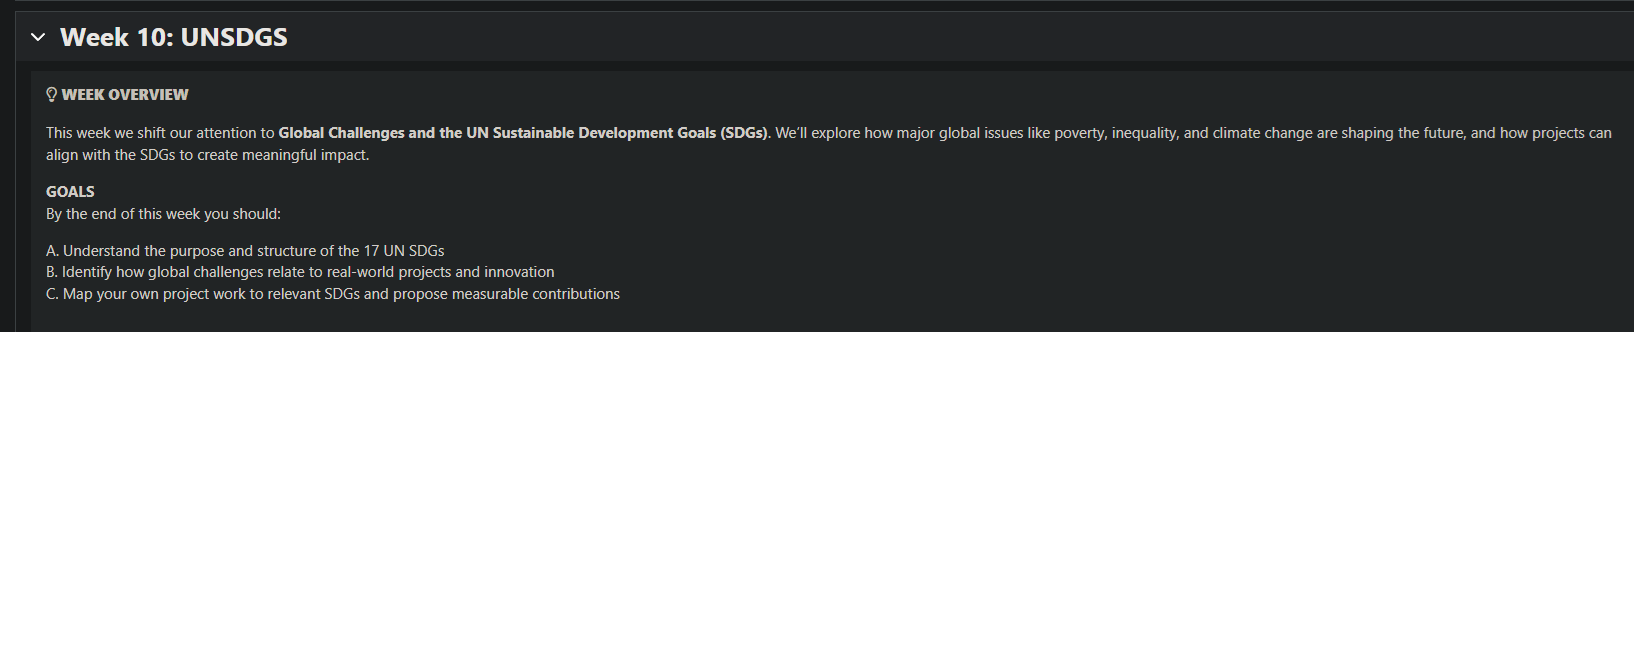 Week 10: UNSDGS
WEEK OVERVIEW
This week we shift our attention to Global Challenges and the UN Sustainable Development Goals (SDGs). We’ll explore how major global issues like poverty, inequality, and climate change are shaping the future, and how projects can
align with the SDGs to create meaningful impact.
GOALS
By the end of this week you should:
A. Understand the purpose and structure of the 17 UN SDGs
B. Identify how global challenges relate to real-world projects and innovation
C. Map your own project work to relevant SDGs and propose measurable contributions